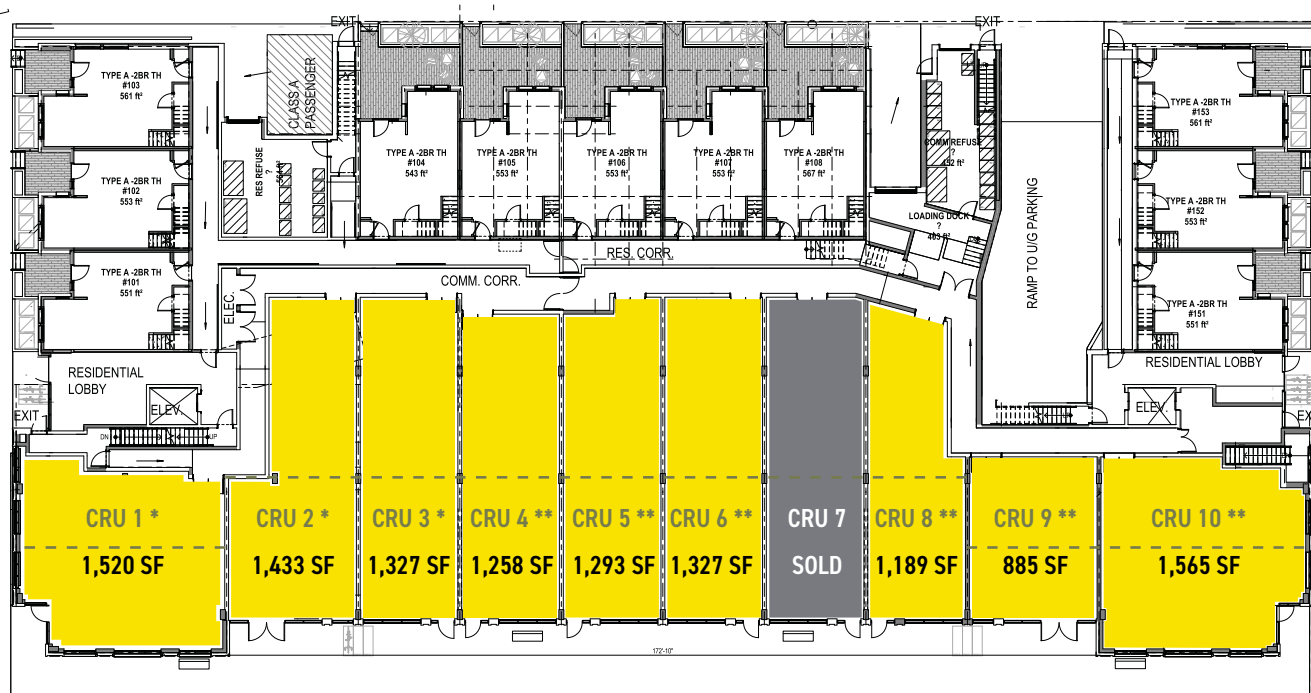 EXIT
EXIT
TYPE A -2BR TH
#103
561 ft²
CLASS A
PASSENGER
TYPE A -2BR TH
#153
561 ft²
TYPE A -2BR TH
#104
543 ft²
TYPE A -2BR TH
#105
553 ft²
TYPE A -2BR TH
#106
553 ft²
TYPE A -2BR TH
#107
553 ft²
TYPE A -2BR TH
#108
567 ft²
COMM REFUSE
?
RES REFUSE
?
TYPE A -2BR TH
#102
553 ft²
TYPE A -2BR TH
#152
553 ft²
LOADING DOCK
?
RAMP TO U/G PARKING
RES. CORR.
COMM. CORR.
TYPE A -2BR TH
#101
551 ft²
ELEC.
TYPE A -2BR TH
#151
551 ft²
RESIDENTIAL
LOBBY
RESIDENTIAL LOBBY
ELEV.
ELEV.
EXIT
EX
DN
UP
CRU 1 *
1,520 SF
CRU 2 *
1,433 SF
CRU 3 *
1,327 SF
CRU 4 **
1,258 SF
CRU 5 **
1,293 SF
CRU 6 **
1,327 SF
CRU 7
SOLD
CRU 8 **
1,189 SF
CRU 9 **
885 SF
CRU 10 **
1,565 SF
172'-10"